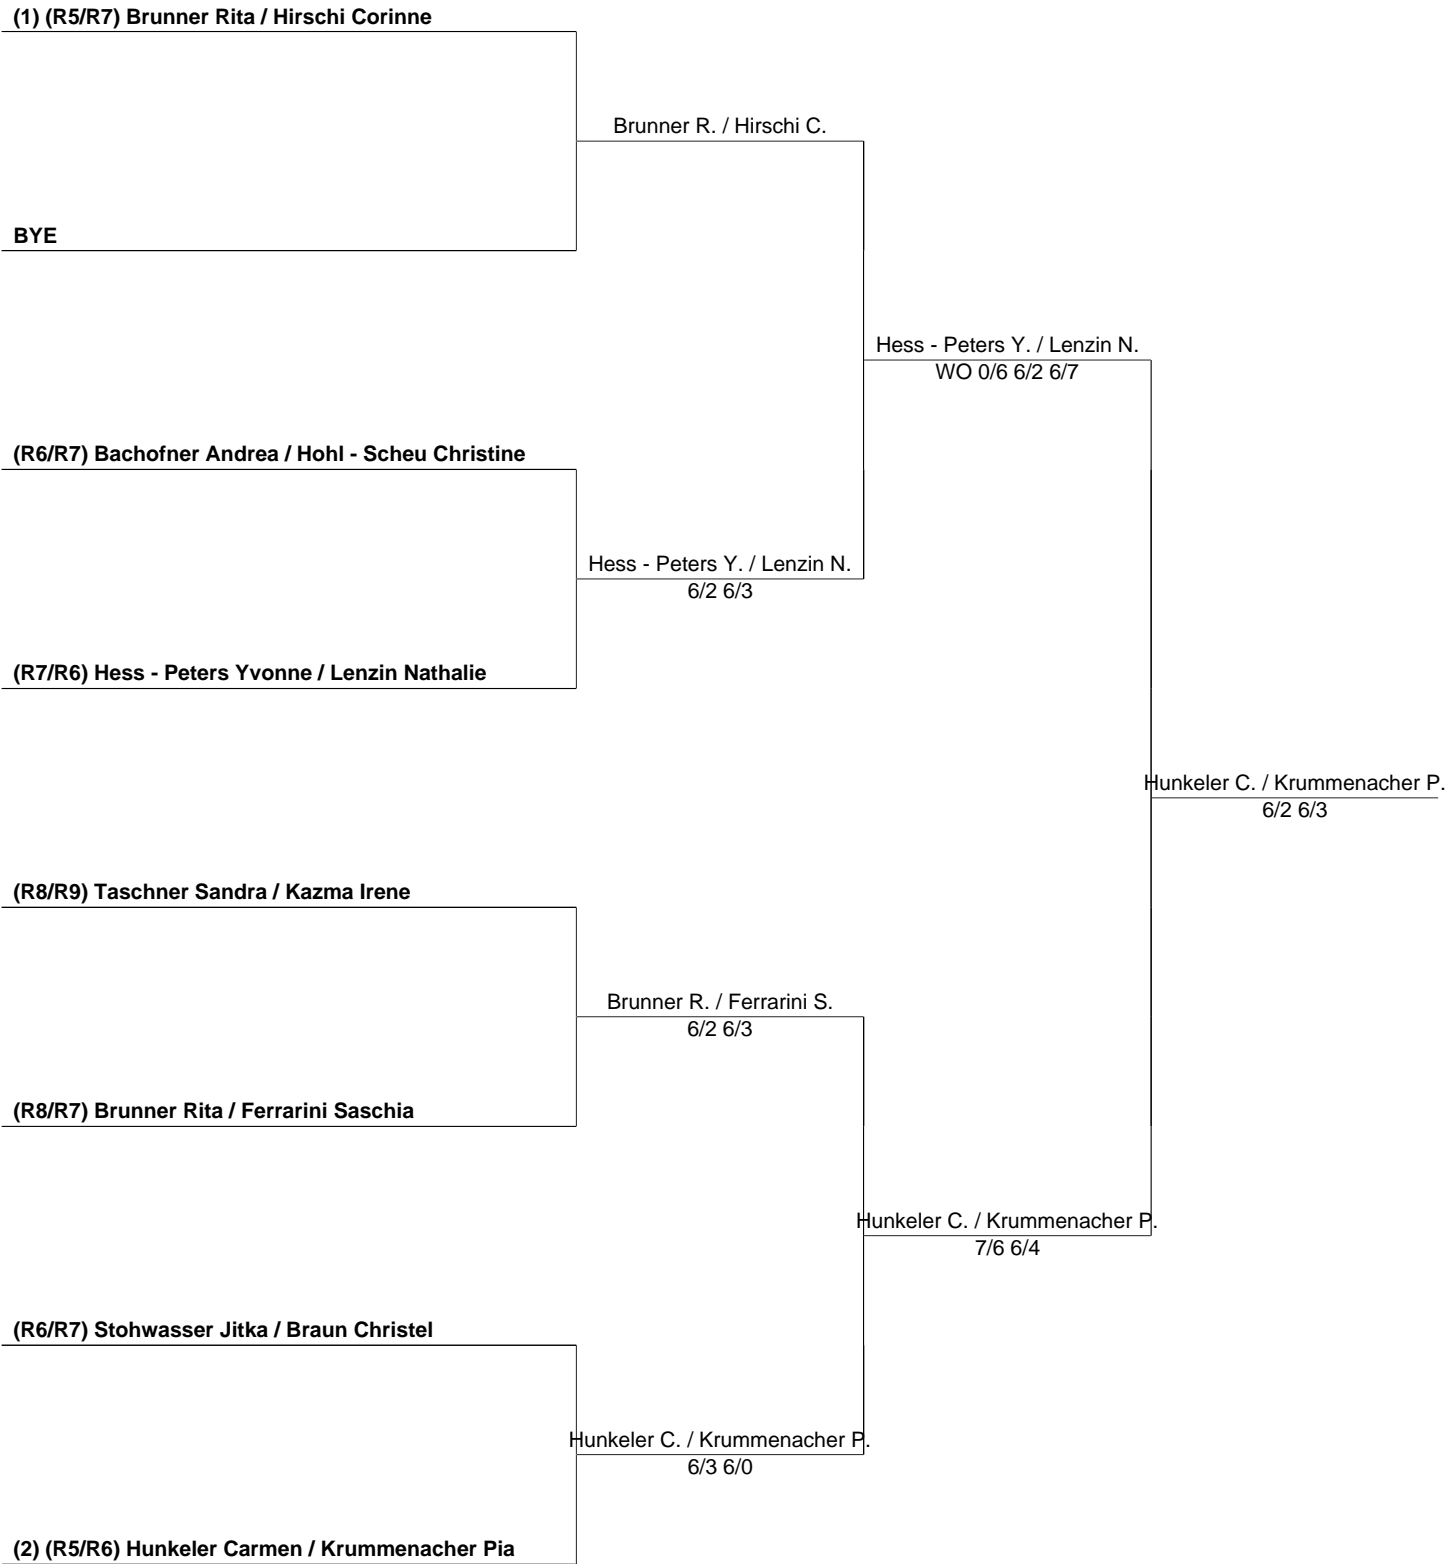 (1) (R5/R7) Brunner Rita / Hirschi Corinne
Brunner R. / Hirschi C.
BYE
Hess - Peters Y. / Lenzin N.
WO 0/6 6/2 6/7
(R6/R7) Bachofner Andrea / Hohl - Scheu Christine
Hess - Peters Y. / Lenzin N.
6/2 6/3
(R7/R6) Hess - Peters Yvonne / Lenzin Nathalie
Hunkeler C. / Krummenacher P.
6/2 6/3
(R8/R9) Taschner Sandra / Kazma Irene
Brunner R. / Ferrarini S.
6/2 6/3
(R8/R7) Brunner Rita / Ferrarini Saschia
Hunkeler C. / Krummenacher P.
7/6 6/4
(R6/R7) Stohwasser Jitka / Braun Christel
Hunkeler C. / Krummenacher P.
6/3 6/0
(2) (R5/R6) Hunkeler Carmen / Krummenacher Pia